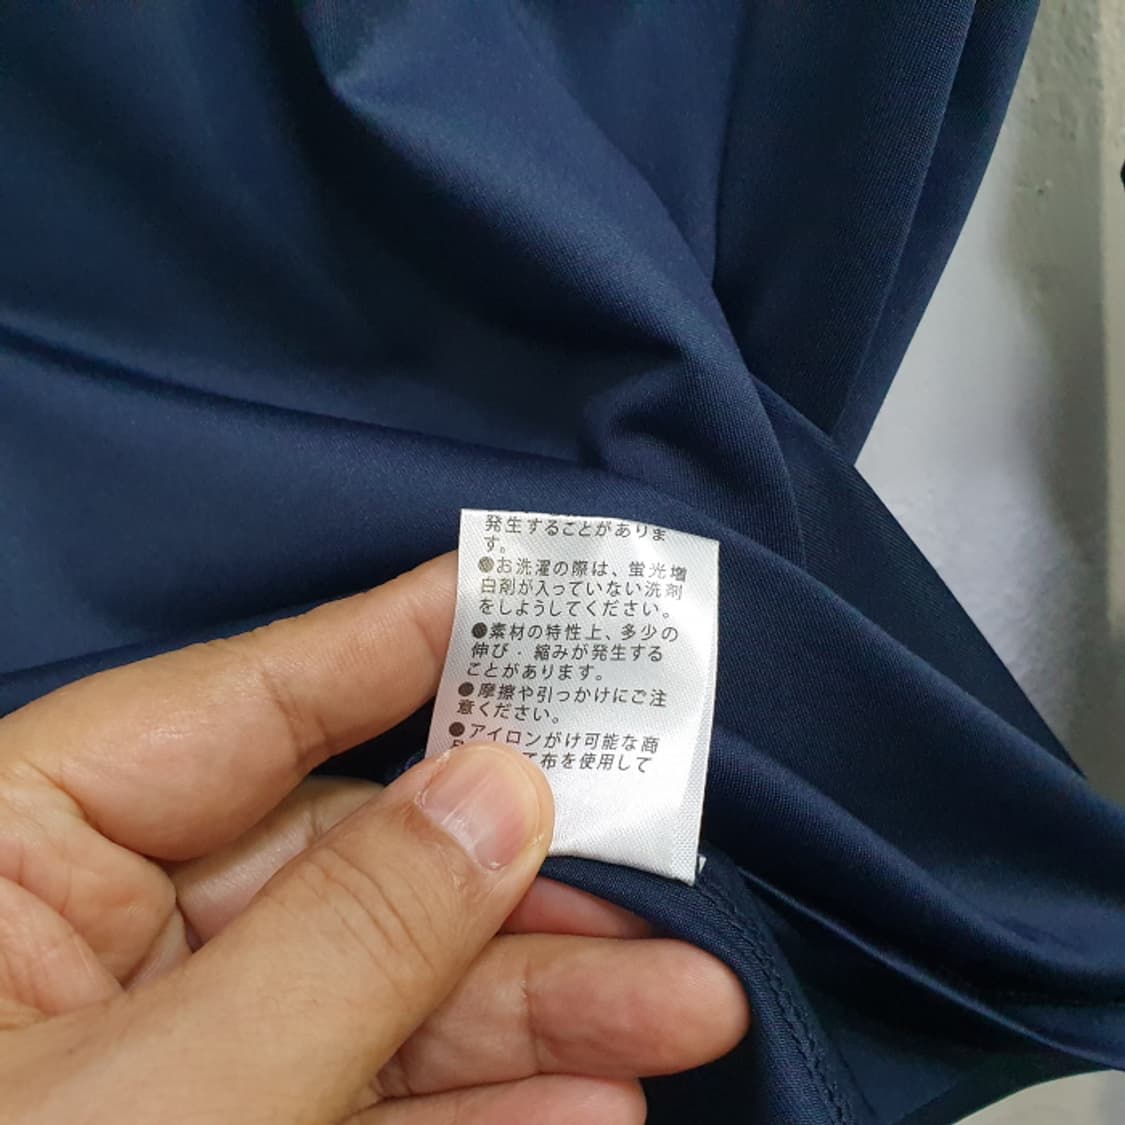 発生することがありま
す。
●お洗濯の際は、蛍光増
白剤が入っていない洗剤
をしようしてください。
●素材の特性上、多少の
伸び・縮みが発生する
ことがあります。
●摩擦や引っかけにご注
意ください。
●アイロンがけ可能な商
て布を使用して